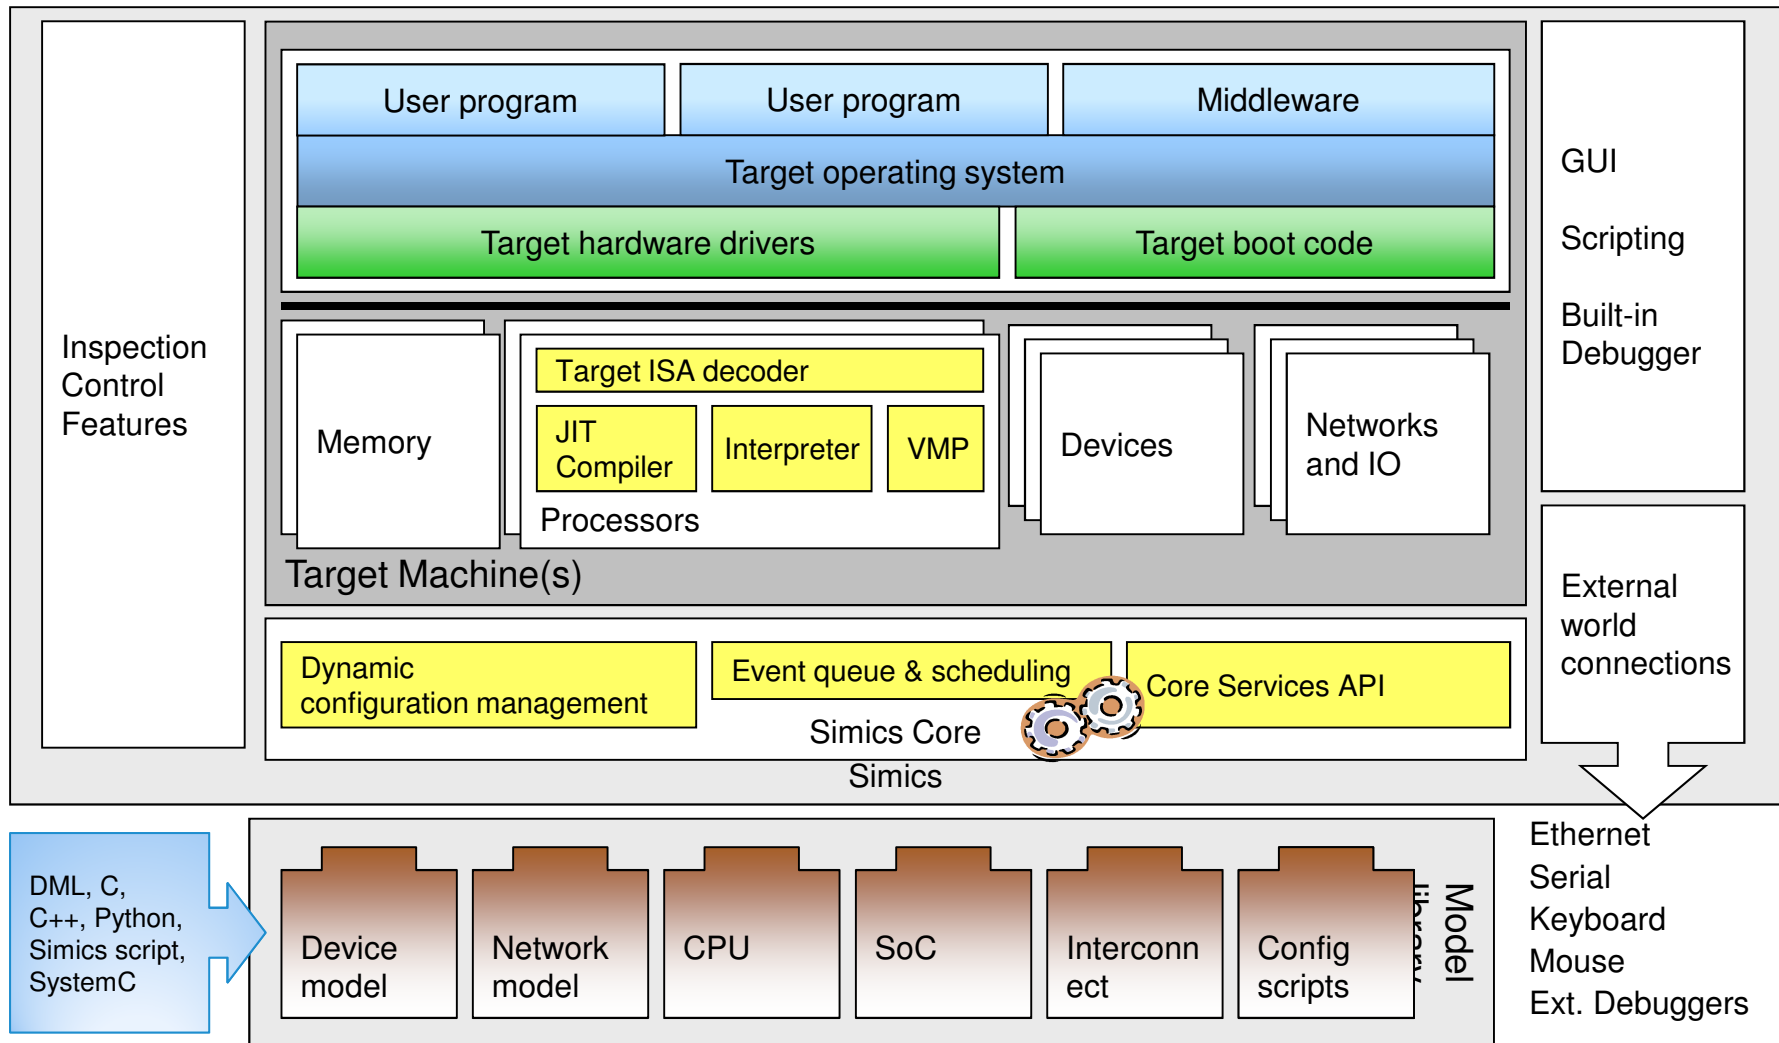 User program
User program
Middleware
Target operating system
Target hardware drivers
Target boot code
Inspection
Control
Features
GUI
Scripting
Built-in
Debugger
Target ISA decoder
JIT
Compiler
Interpreter
VMP
Processors
Memory
Devices
Networks
and IO
Target Machine(s)
External
world
connections
Dynamic
configuration management
Event queue & scheduling
Core Services API
Simics Core
Simics
DML, C,
C++, Python,
Simics script,
SystemC
Device
model
Network
model
CPU
SoC
Interconn
ect
Config
scripts
Model
library
Ethernet
Serial
Keyboard
Mouse
Ext. Debuggers